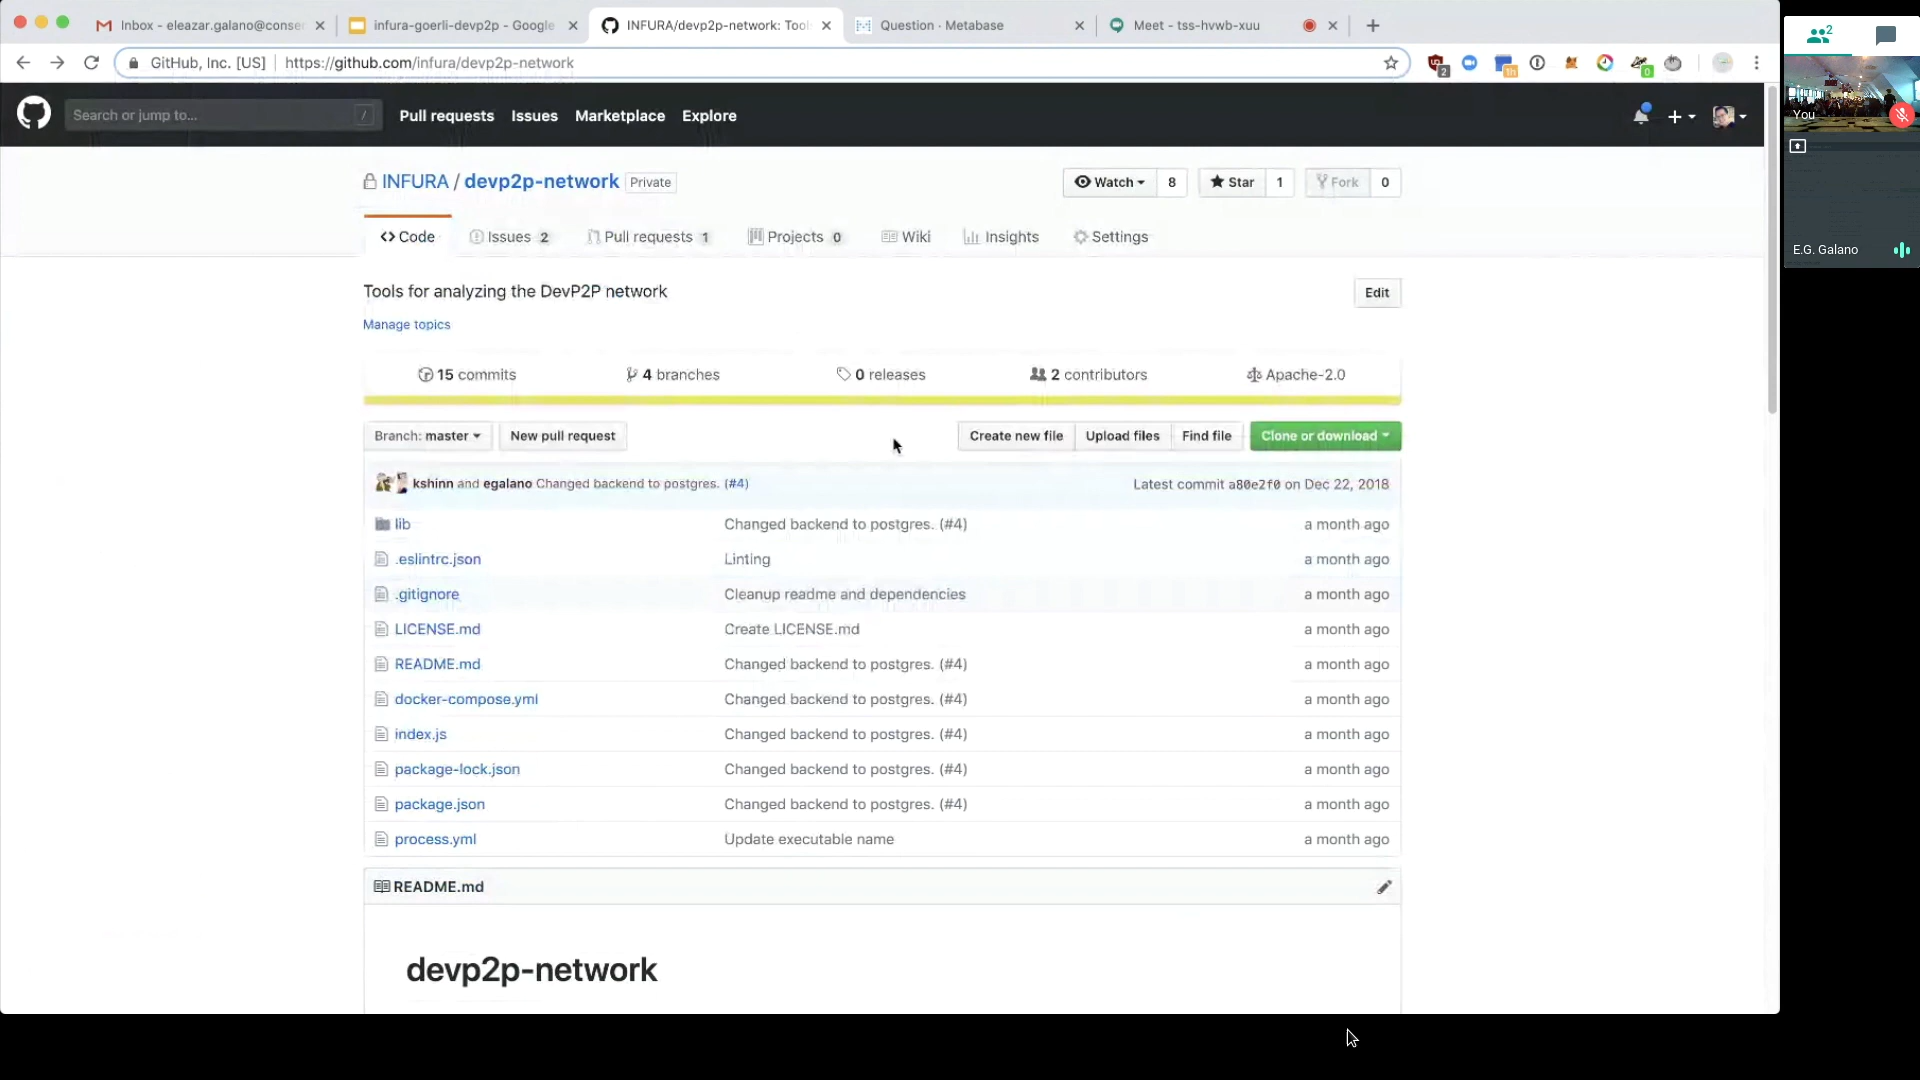 Inbox - eleazar.galano@conser
infura-goerli-devp2p - Google
INFURA/devp2p-network: Tool
Question · Metabase
Meet - tss-hvwb-xuu
2
GitHub, Inc. [US]
https://github.com/infura/devp2p-network
2
1h
0
Search or jump to...
/
Pull requests
Issues
Marketplace
Explore
You
INFURA / devp2p-network Private
Watch 8
Star 1
Fork 0
Code
Issues 2
Pull requests 1
Projects 0
Wiki
Insights
Settings
E.G. Galano
Tools for analyzing the DevP2P network
Edit
Manage topics
15 commits
4 branches
0 releases
2 contributors
Apache-2.0
Branch: master
New pull request
Create new file
Upload files
Find file
Clone or download
kshinn and egalano Changed backend to postgres. (#4)
Latest commit a80e2f0 on Dec 22, 2018
lib Changed backend to postgres. (#4) a month ago
.eslintrc.json Linting a month ago
.gitignore Cleanup readme and dependencies a month ago
LICENSE.md Create LICENSE.md a month ago
README.md Changed backend to postgres. (#4) a month ago
docker-compose.yml Changed backend to postgres. (#4) a month ago
index.js Changed backend to postgres. (#4) a month ago
package-lock.json Changed backend to postgres. (#4) a month ago
package.json Changed backend to postgres. (#4) a month ago
process.yml Update executable name a month ago
README.md
devp2p-network